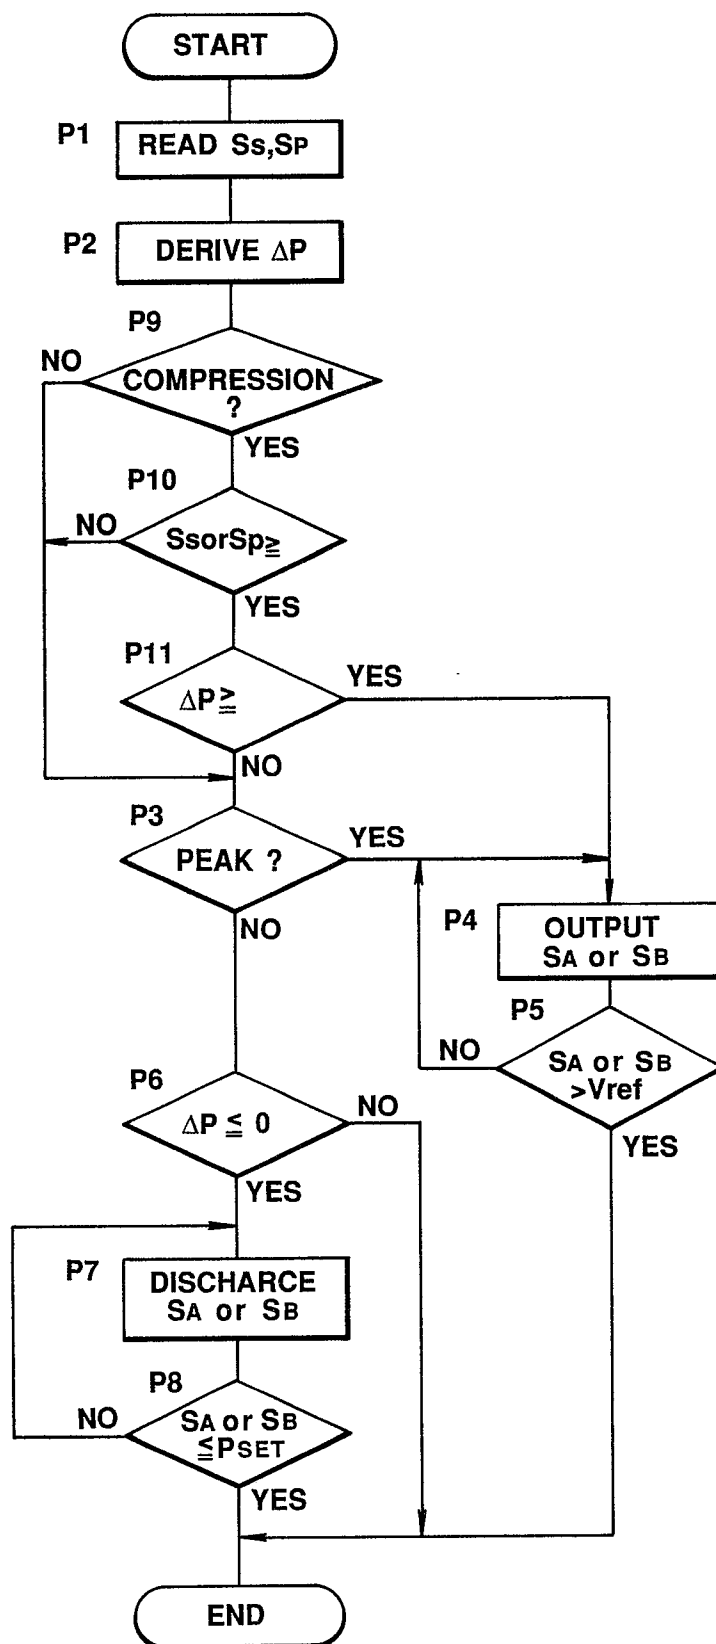 START
P1
READ Ss,SP
P2
DERIVE ΔP
P9
NO
COMPRESSION
?
YES
P10
NO
SsorSp≧
YES
P11
YES
ΔP≧
NO
P3
YES
PEAK ?
NO
P4
OUTPUT
SA or SB
P5
NO
SA or SB
>Vref
YES
P6
NO
ΔP ≦ 0
YES
P7
DISCHARCE
SA or SB
P8
NO
SA or SB
≦PSET
YES
END